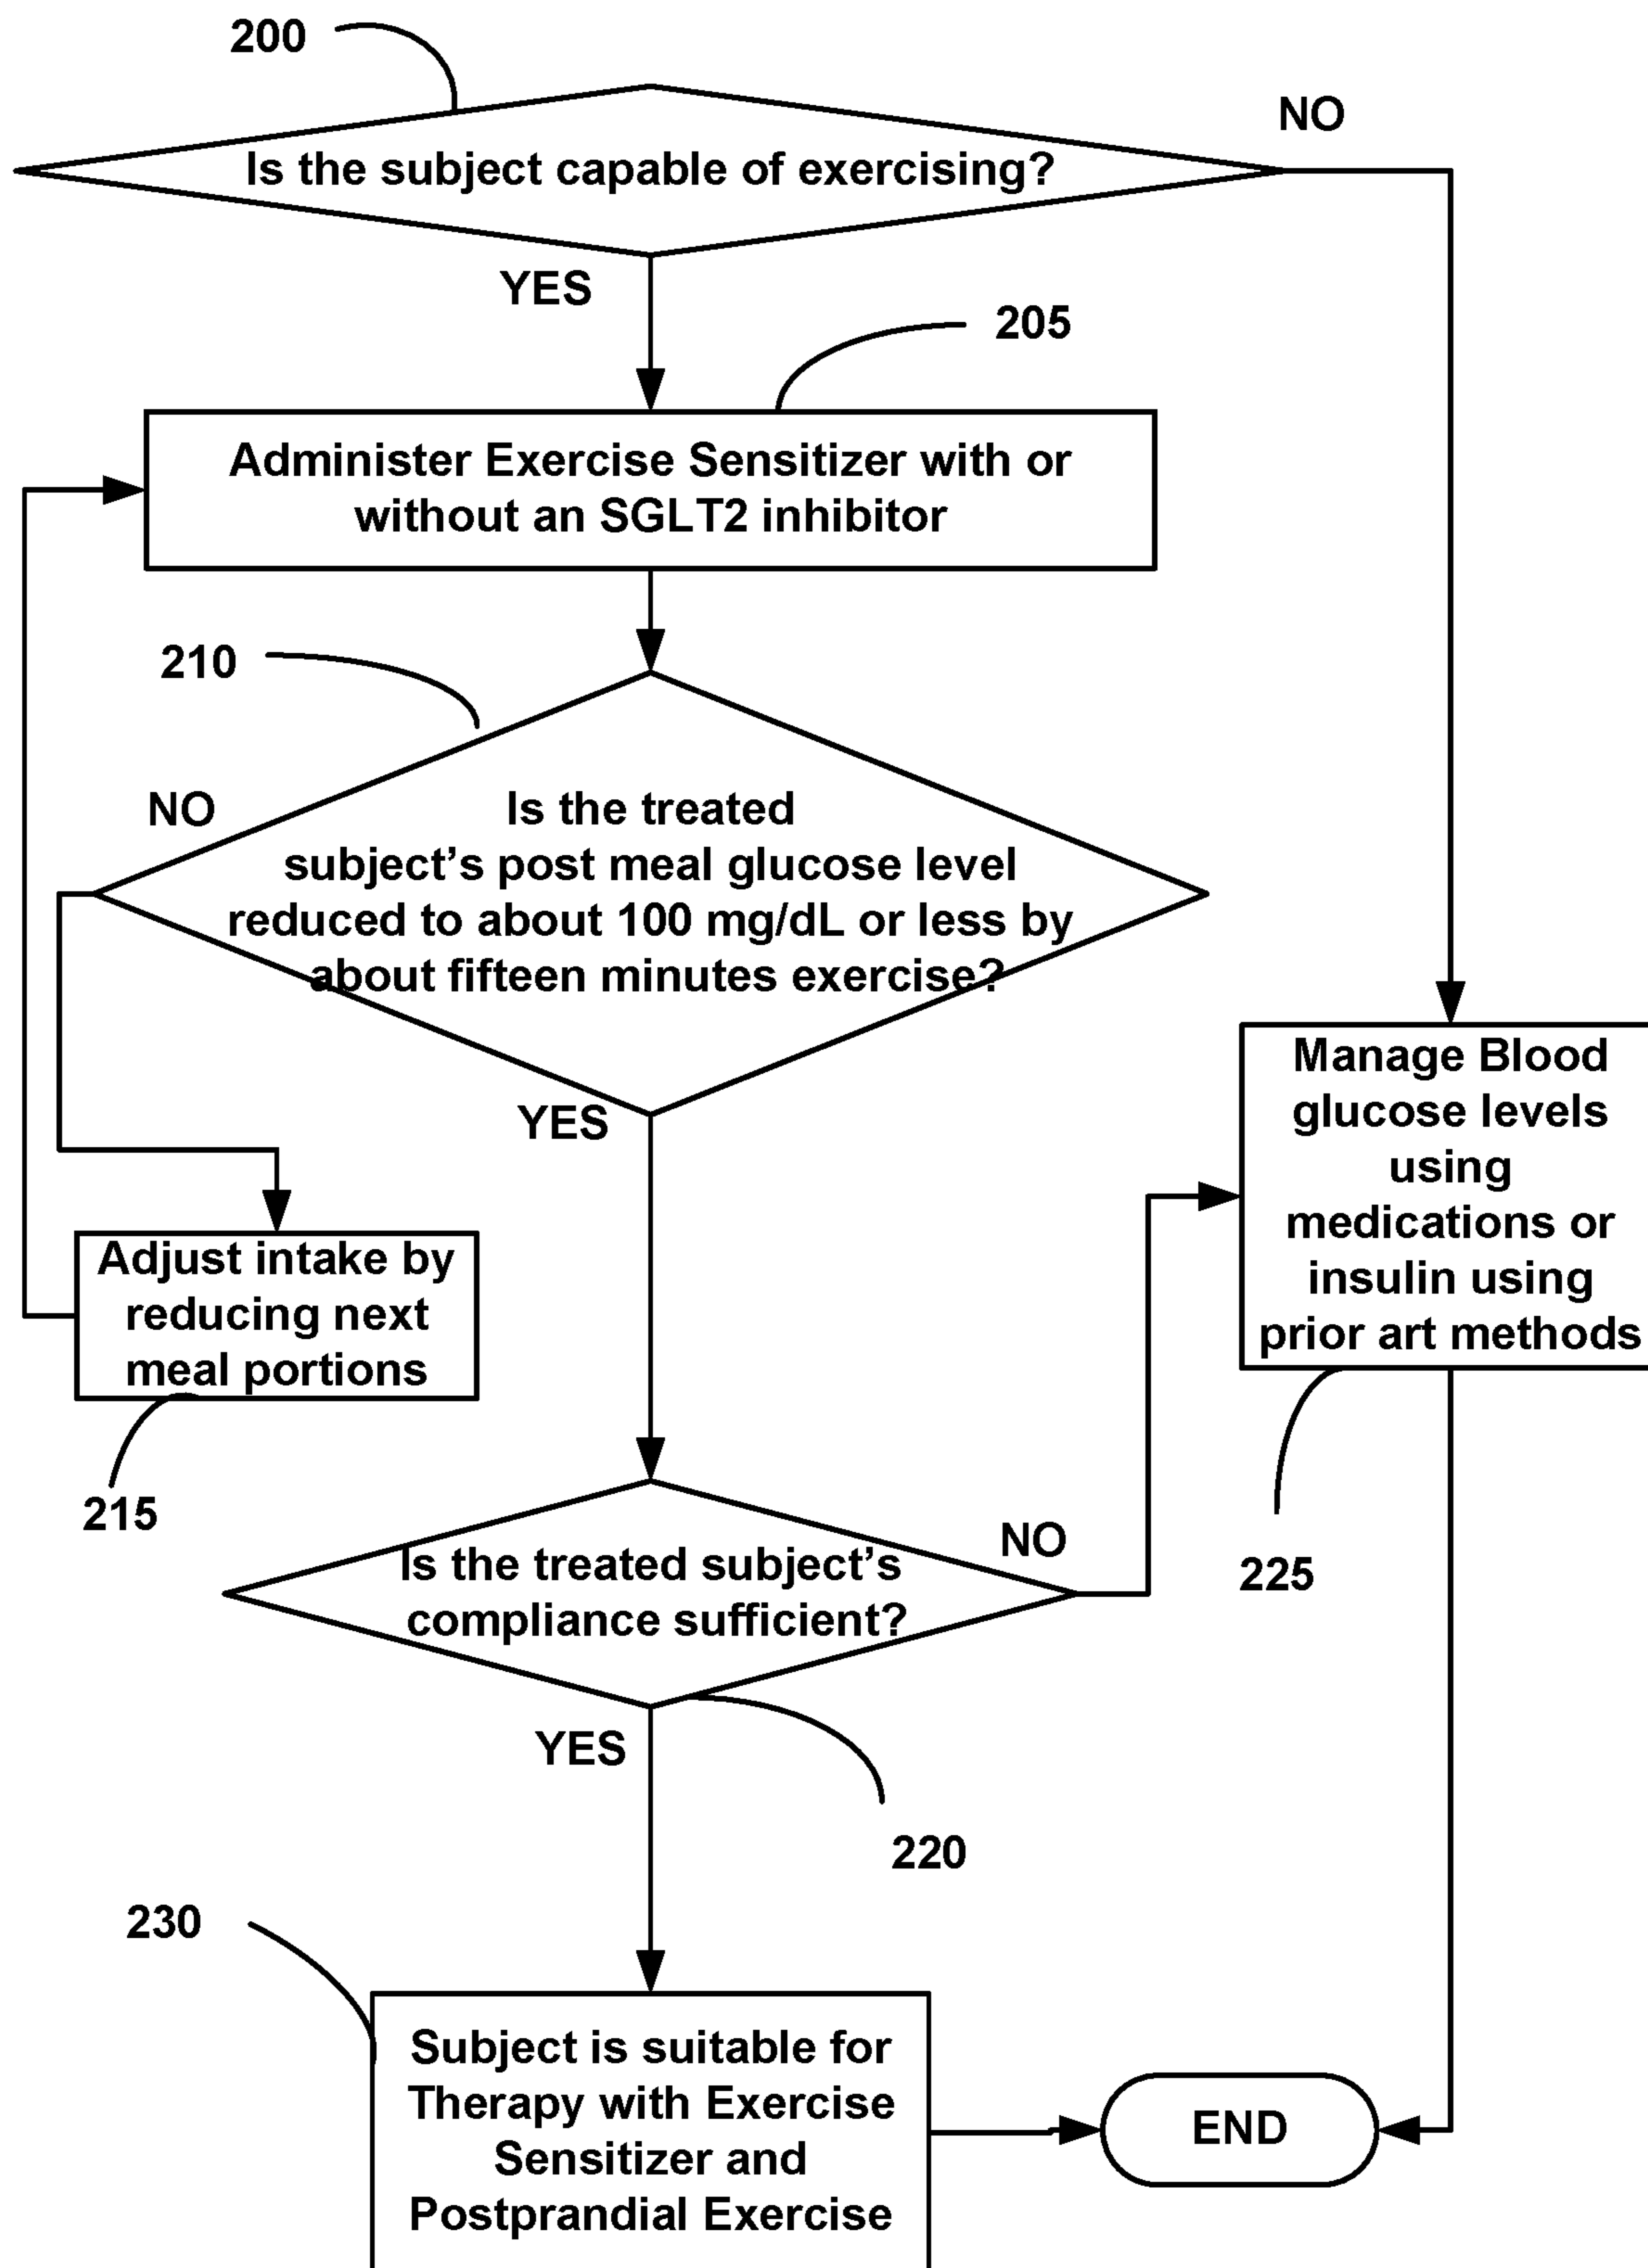 200
NO
Is the subject capable of exercising?
YES
205
Administer Exercise Sensitizer with or
without an SGLT2 inhibitor
210
NO
Is the treated
subject's post meal glucose level
reduced to about 100 mg/dL or less by
about fifteen minutes exercise?
YES
Manage Blood
glucose levels
using
medications or
insulin using
prior art methods
Adjust intake by
reducing next
meal portions
215
NO
Is the treated subject's
compliance sufficient?
225
YES
220
230
Subject is suitable for
Therapy with Exercise
Sensitizer and
Postprandial Exercise
END